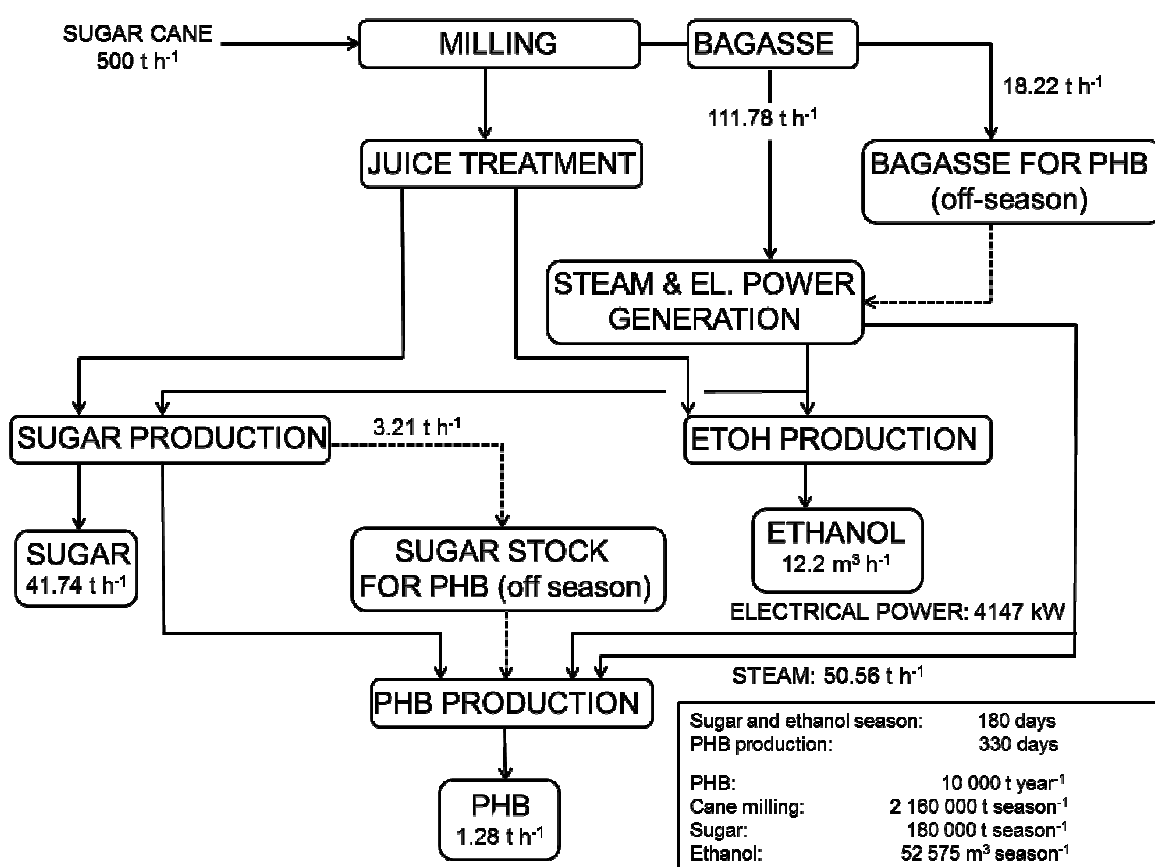 SUGAR CANE
500 t h⁻¹
MILLING
BAGASSE
18.22 t h⁻¹
111.78 t h⁻¹
JUICE TREATMENT
BAGASSE FOR PHB
(off-season)
STEAM & EL. POWER
GENERATION
SUGAR PRODUCTION
3.21 t h⁻¹
ETOH PRODUCTION
SUGAR
41.74 t h⁻¹
SUGAR STOCK
FOR PHB (off season)
ETHANOL
12.2 m³ h⁻¹
ELECTRICAL POWER: 4147 kW
STEAM: 50.56 t h⁻¹
PHB PRODUCTION
PHB
1.28 t h⁻¹
Sugar and ethanol season: 180 days
PHB production: 330 days
PHB: 10 000 t year⁻¹
Cane milling: 2 160 000 t season⁻¹
Sugar: 180 000 t season⁻¹
Ethanol: 52 575 m³ season⁻¹